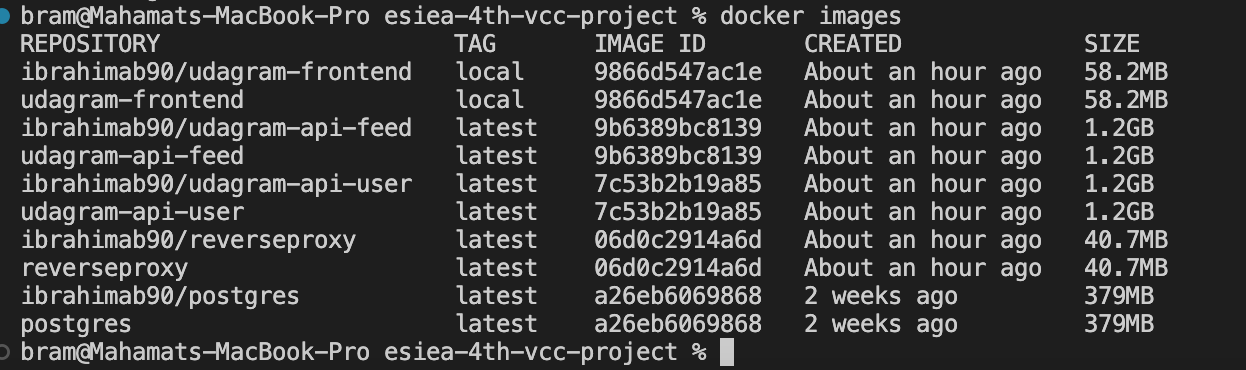 bram@Mahamats-MacBook-Pro esiea-4th-vcc-project % docker images
REPOSITORY TAG IMAGE ID CREATED SIZE
ibrahimab90/udagram-frontend local 9866d547ac1e About an hour ago 58.2MB
udagram-frontend local 9866d547ac1e About an hour ago 58.2MB
ibrahimab90/udagram-api-feed latest 9b6389bc8139 About an hour ago 1.2GB
udagram-api-feed latest 9b6389bc8139 About an hour ago 1.2GB
ibrahimab90/udagram-api-user latest 7c53b2b19a85 About an hour ago 1.2GB
udagram-api-user latest 7c53b2b19a85 About an hour ago 1.2GB
ibrahimab90/reverseproxy latest 06d0c2914a6d About an hour ago 40.7MB
reverseproxy latest 06d0c2914a6d About an hour ago 40.7MB
ibrahimab90/postgres latest a26eb6069868 2 weeks ago 379MB
postgres latest a26eb6069868 2 weeks ago 379MB
bram@Mahamats-MacBook-Pro esiea-4th-vcc-project %